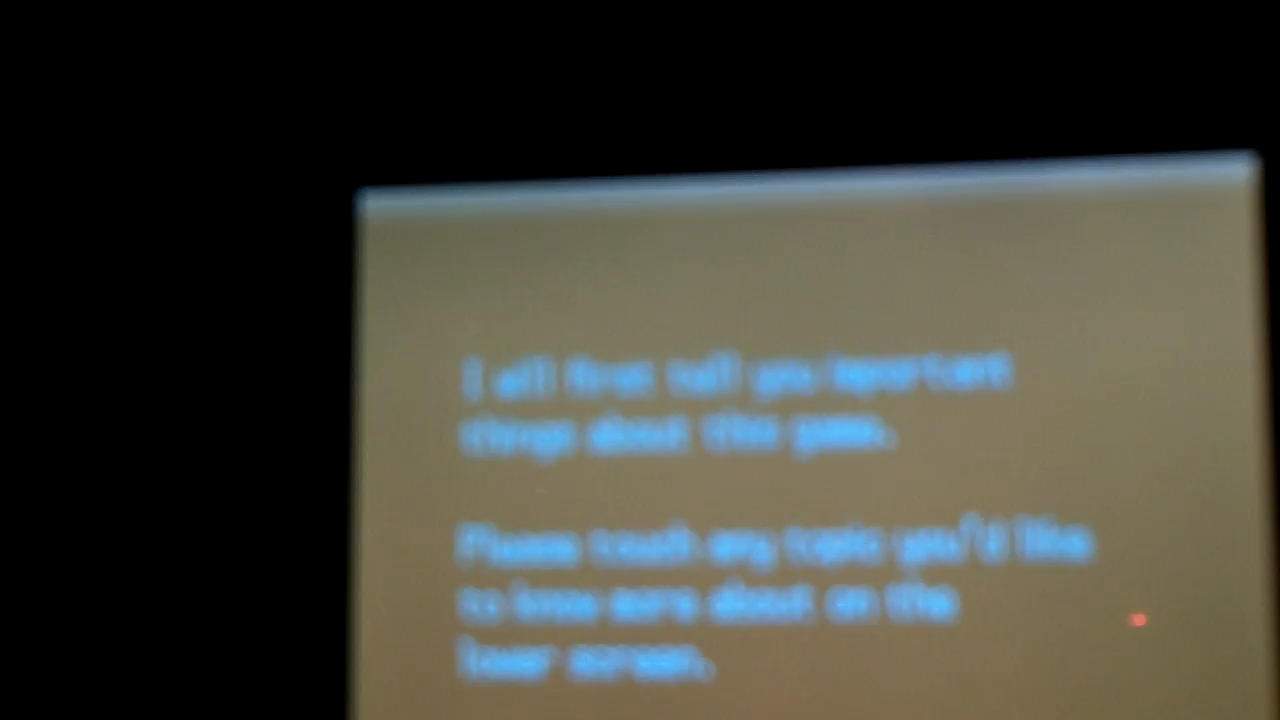 I will first tell you important
things about this game.
Please touch any topic you'd like
to know more about on the
lower screen.